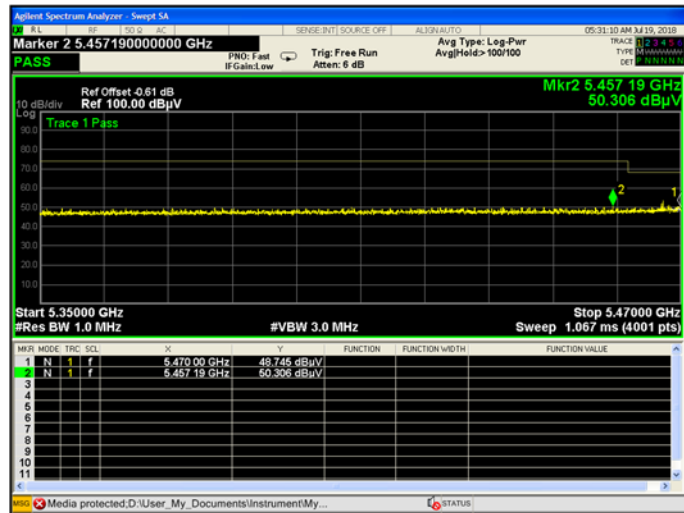 Agilent Spectrum Analyzer - Swept SA
RL RF 50 Ω AC SENSE:INT SOURCE OFF ALIGNAUTO 05:31:10 AM Jul 19, 2018
Marker 2 5.457190000000 GHz
PASS
PNO: Fast
IFGain:Low
Trig: Free Run
Atten: 6 dB
Avg Type: Log-Pwr
Avg|Hold:>100/100
TRACE 1 2 3 4 5 6
TYPE M
DET P N N N N N
Mkr2 5.457 19 GHz
50.306 dBµV
Ref Offset -0.61 dB
10 dB/div Ref 100.00 dBµV
Log
Trace 1 Pass
90.0
80.0
70.0
60.0
50.0
40.0
30.0
20.0
10.0
2
1
Start 5.35000 GHz Stop 5.47000 GHz
#Res BW 1.0 MHz #VBW 3.0 MHz Sweep 1.067 ms (4001 pts)
MKR MODE TRC SCL X Y FUNCTION FUNCTION WIDTH FUNCTION VALUE
1 N 1 f 5.470 00 GHz 48.745 dBµV
2 N 1 f 5.457 19 GHz 50.306 dBµV
3
4
5
6
7
8
9
10
11
MSG Media protected;D:\User_My_Documents\Instrument\My... STATUS